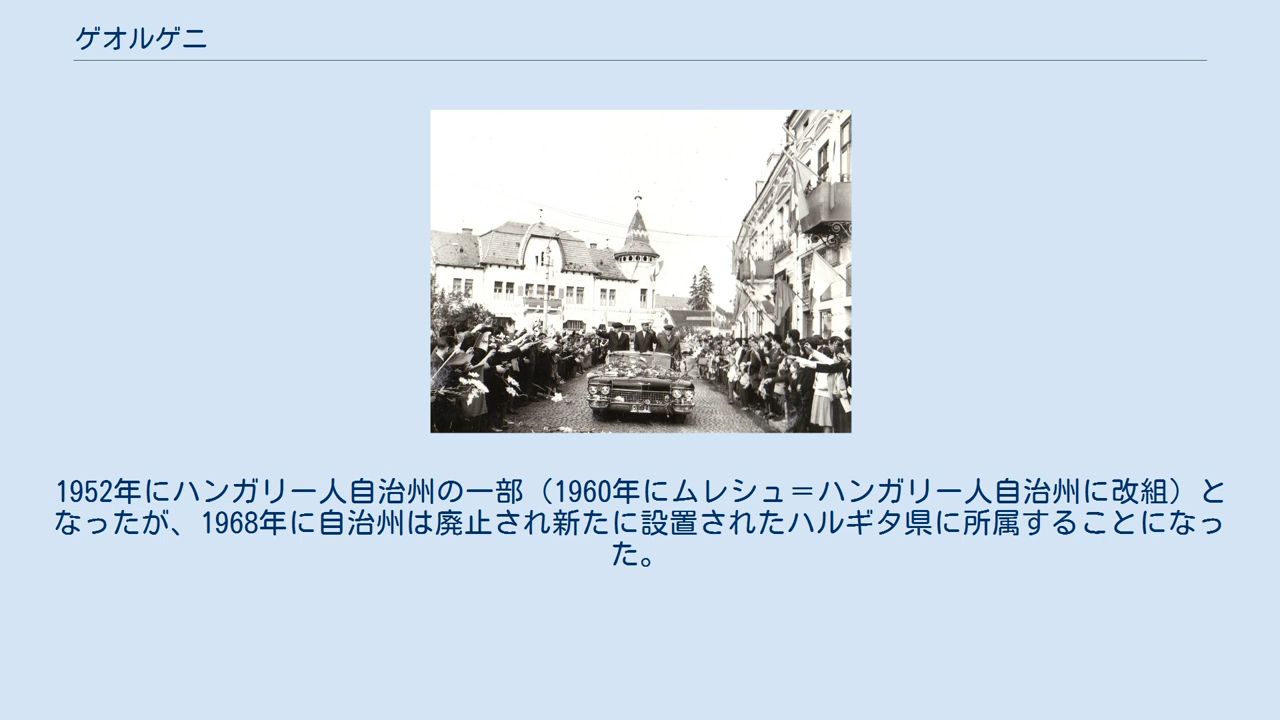 ゲオルゲニ
1952年にハンガリー人自治州の一部（1960年にムレシュ＝ハンガリー人自治州に改組）と
なったが、1968年に自治州は廃止され新たに設置されたハルギタ県に所属することになっ
た。